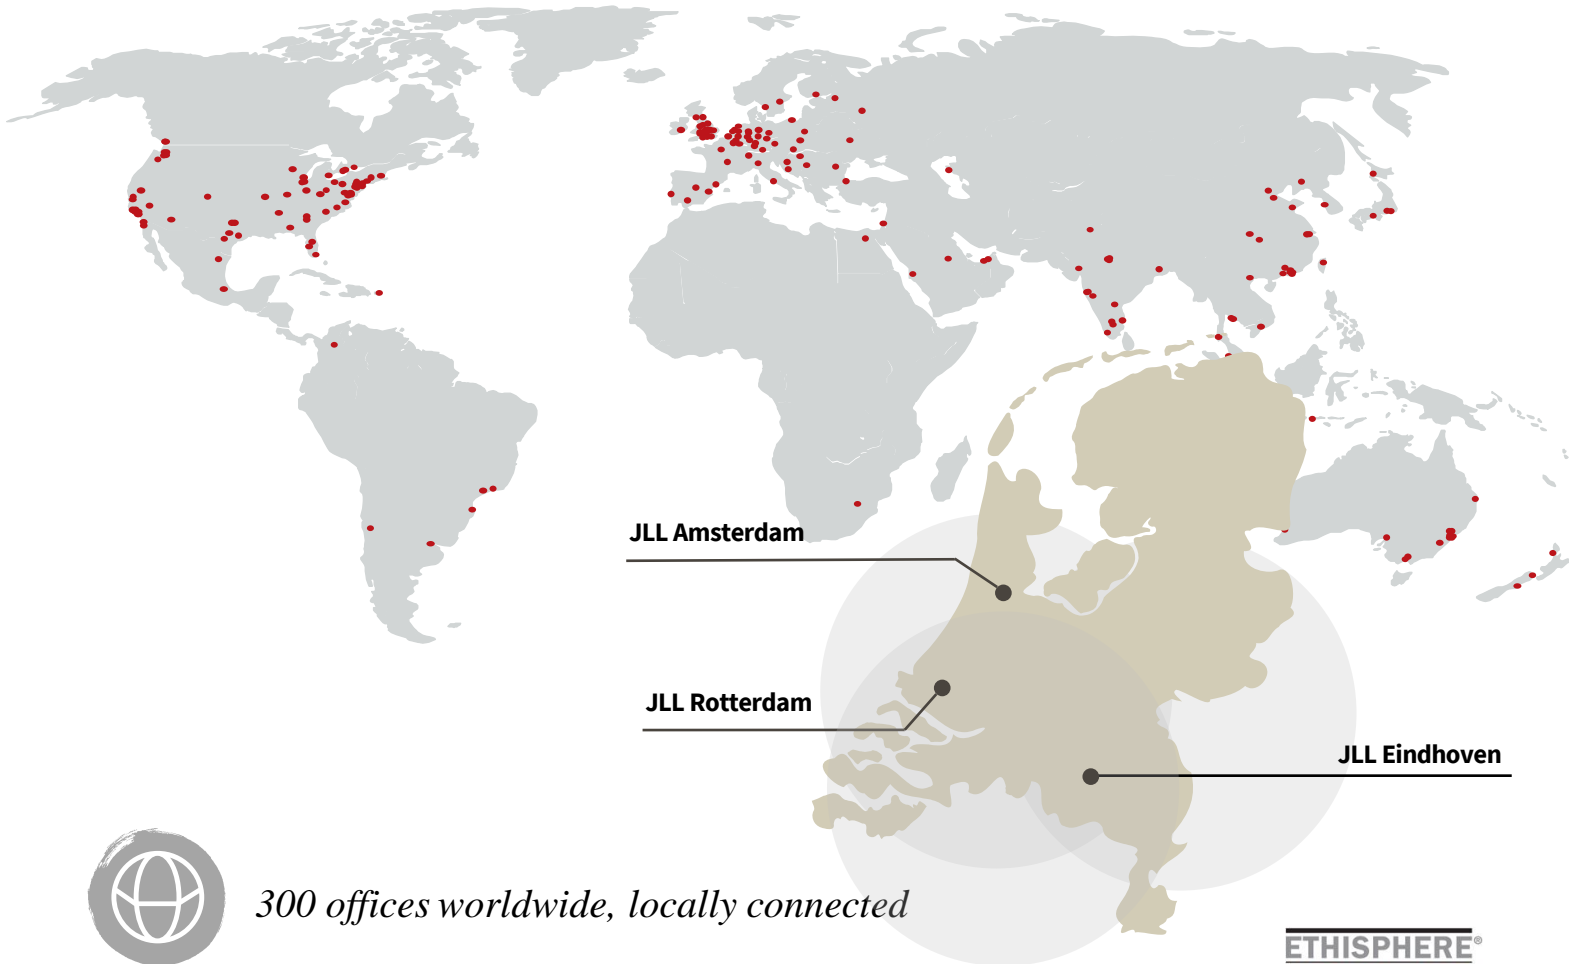 JLL Amsterdam
JLL Rotterdam
JLL Eindhoven
300 offices worldwide, locally connected
ETHISPHERE®